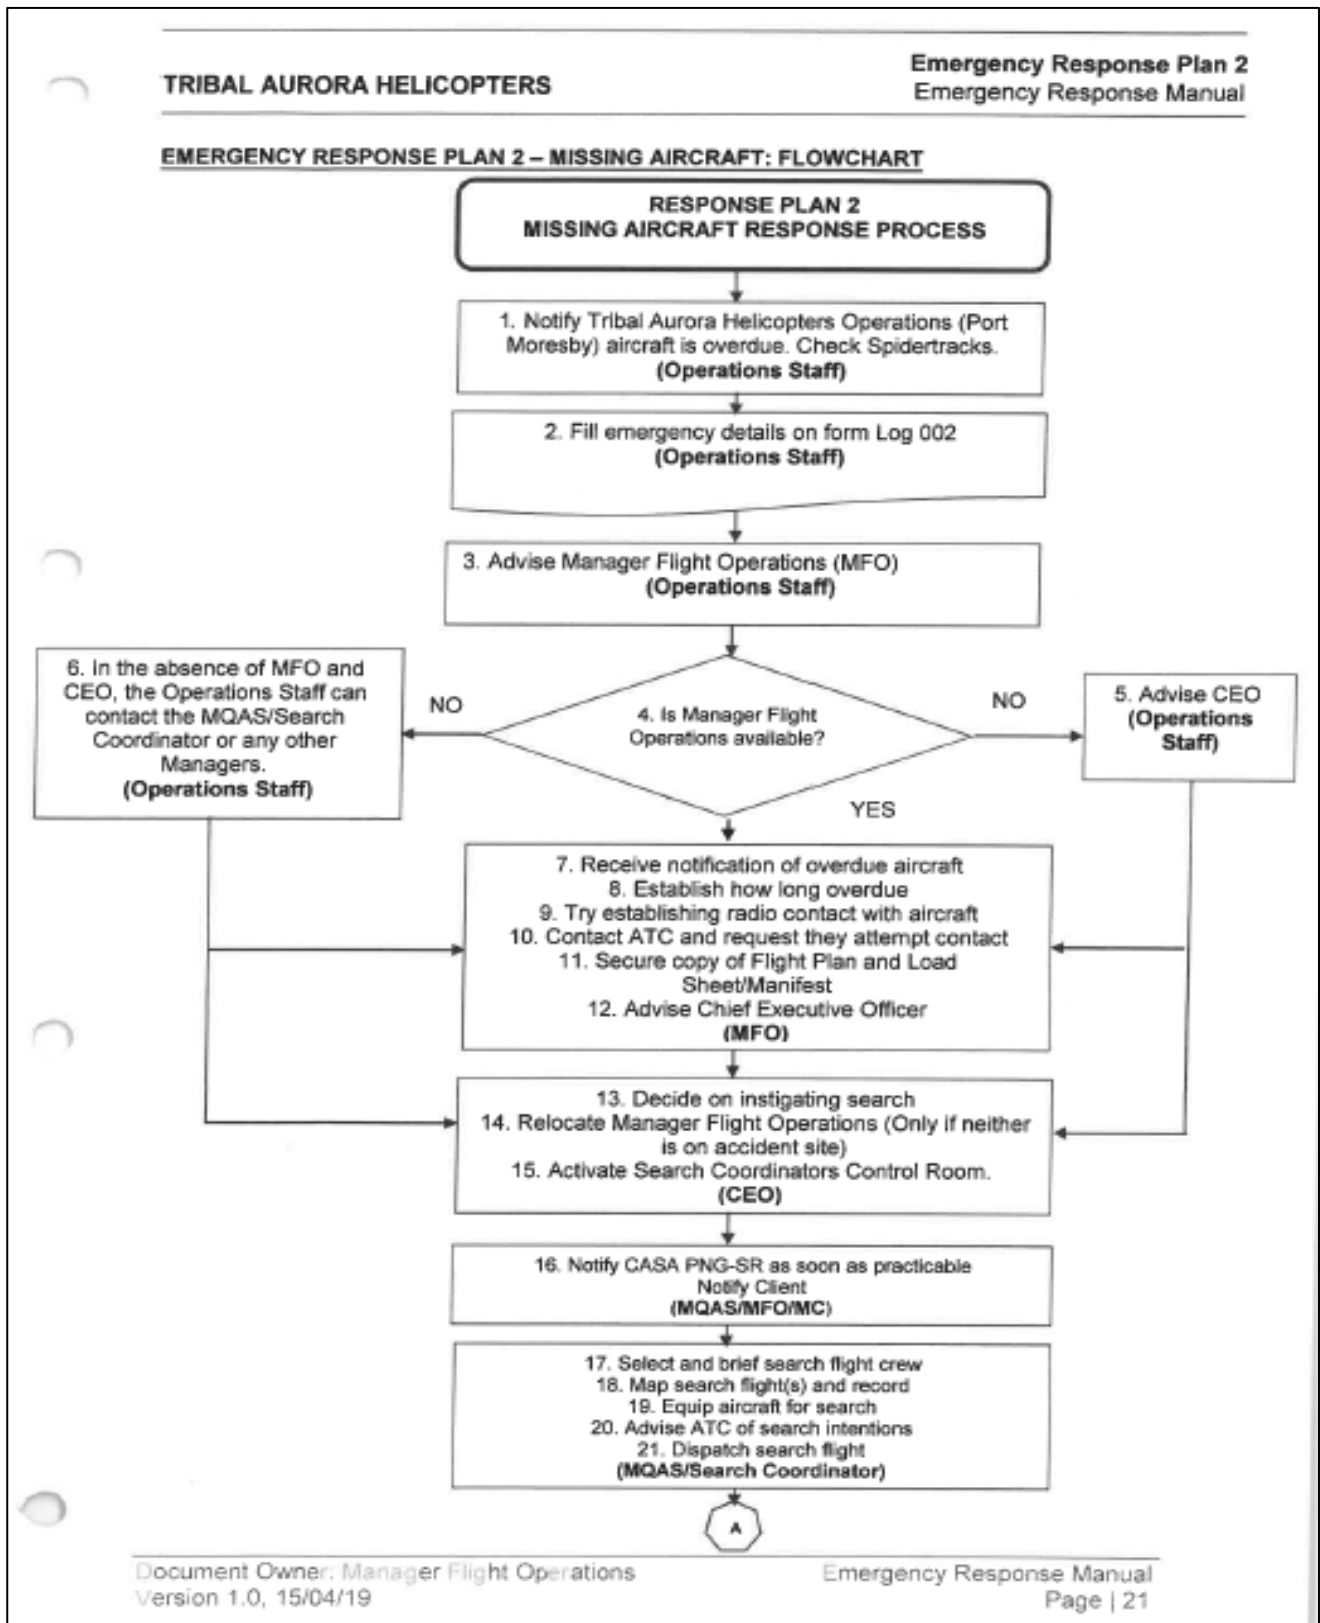 TRIBAL AURORA HELICOPTERS
Emergency Response Plan 2
Emergency Response Manual
EMERGENCY RESPONSE PLAN 2 – MISSING AIRCRAFT: FLOWCHART
RESPONSE PLAN 2
MISSING AIRCRAFT RESPONSE PROCESS
1. Notify Tribal Aurora Helicopters Operations (Port
Moresby) aircraft is overdue. Check Spidertracks.
(Operations Staff)
2. Fill emergency details on form Log 002
(Operations Staff)
3. Advise Manager Flight Operations (MFO)
(Operations Staff)
4. Is Manager Flight
Operations available?
NO
5. Advise CEO
(Operations
Staff)
NO
6. In the absence of MFO and
CEO, the Operations Staff can
contact the MQAS/Search
Coordinator or any other
Managers.
(Operations Staff)
YES
7. Receive notification of overdue aircraft
8. Establish how long overdue
9. Try establishing radio contact with aircraft
10. Contact ATC and request they attempt contact
11. Secure copy of Flight Plan and Load
Sheet/Manifest
12. Advise Chief Executive Officer
(MFO)
13. Decide on instigating search
14. Relocate Manager Flight Operations (Only if neither
is on accident site)
15. Activate Search Coordinators Control Room.
(CEO)
16. Notify CASA PNG-SR as soon as practicable
Notify Client
(MQAS/MFO/MC)
17. Select and brief search flight crew
18. Map search flight(s) and record
19. Equip aircraft for search
20. Advise ATC of search intentions
21. Dispatch search flight
(MQAS/Search Coordinator)
A
Document Owner: Manager Flight Operations
Version 1.0, 15/04/19
Emergency Response Manual
Page | 21